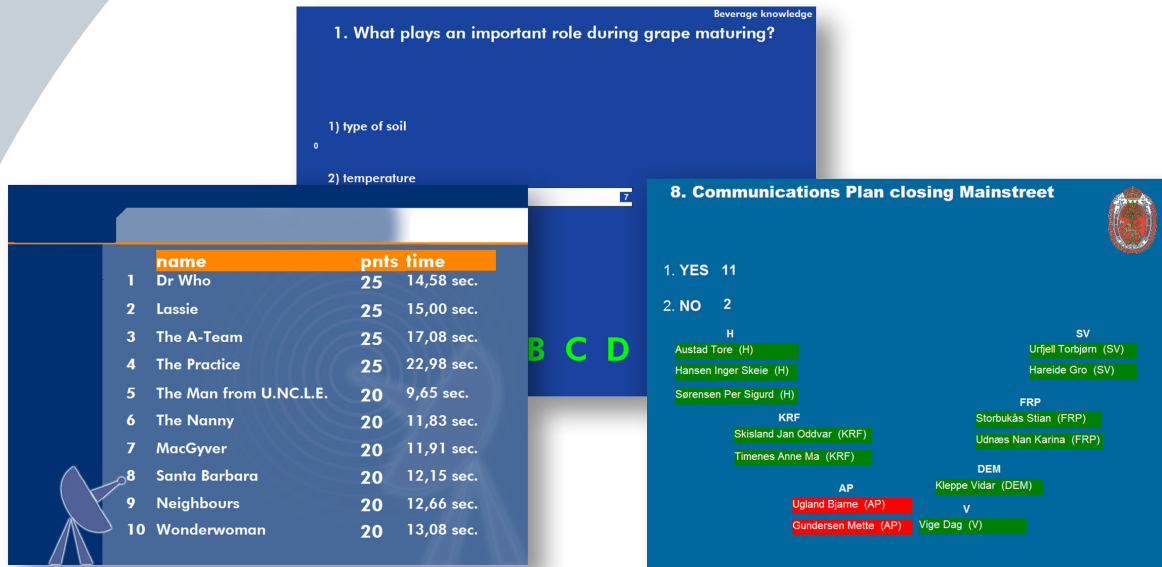 Beverage knowledge
1. What plays an important role during grape maturing?
1) type of soil
0
2) temperature
7
B C D
name pnts time
1 Dr Who 25 14,58 sec.
2 Lassie 25 15,00 sec.
3 The A-Team 25 17,08 sec.
4 The Practice 25 22,98 sec.
5 The Man from U.NC.L.E. 20 9,65 sec.
6 The Nanny 20 11,83 sec.
7 MacGyver 20 11,91 sec.
8 Santa Barbara 20 12,15 sec.
9 Neighbours 20 12,66 sec.
10 Wonderwoman 20 13,08 sec.
8. Communications Plan closing Mainstreet
1. YES 11
2. NO 2
H
Austad Tore (H)
Hansen Inger Skeie (H)
Sørensen Per Sigurd (H)
KRF
Skisland Jan Oddvar (KRF)
Timenes Anne Ma (KRF)
AP
Ugland Bjarne (AP)
Gundersen Mette (AP)
SV
Urfjell Torbjørn (SV)
Hareide Gro (SV)
FRP
Storbukås Stian (FRP)
Udnæs Nan Karina (FRP)
DEM
Kleppe Vidar (DEM)
V
Vige Dag (V)